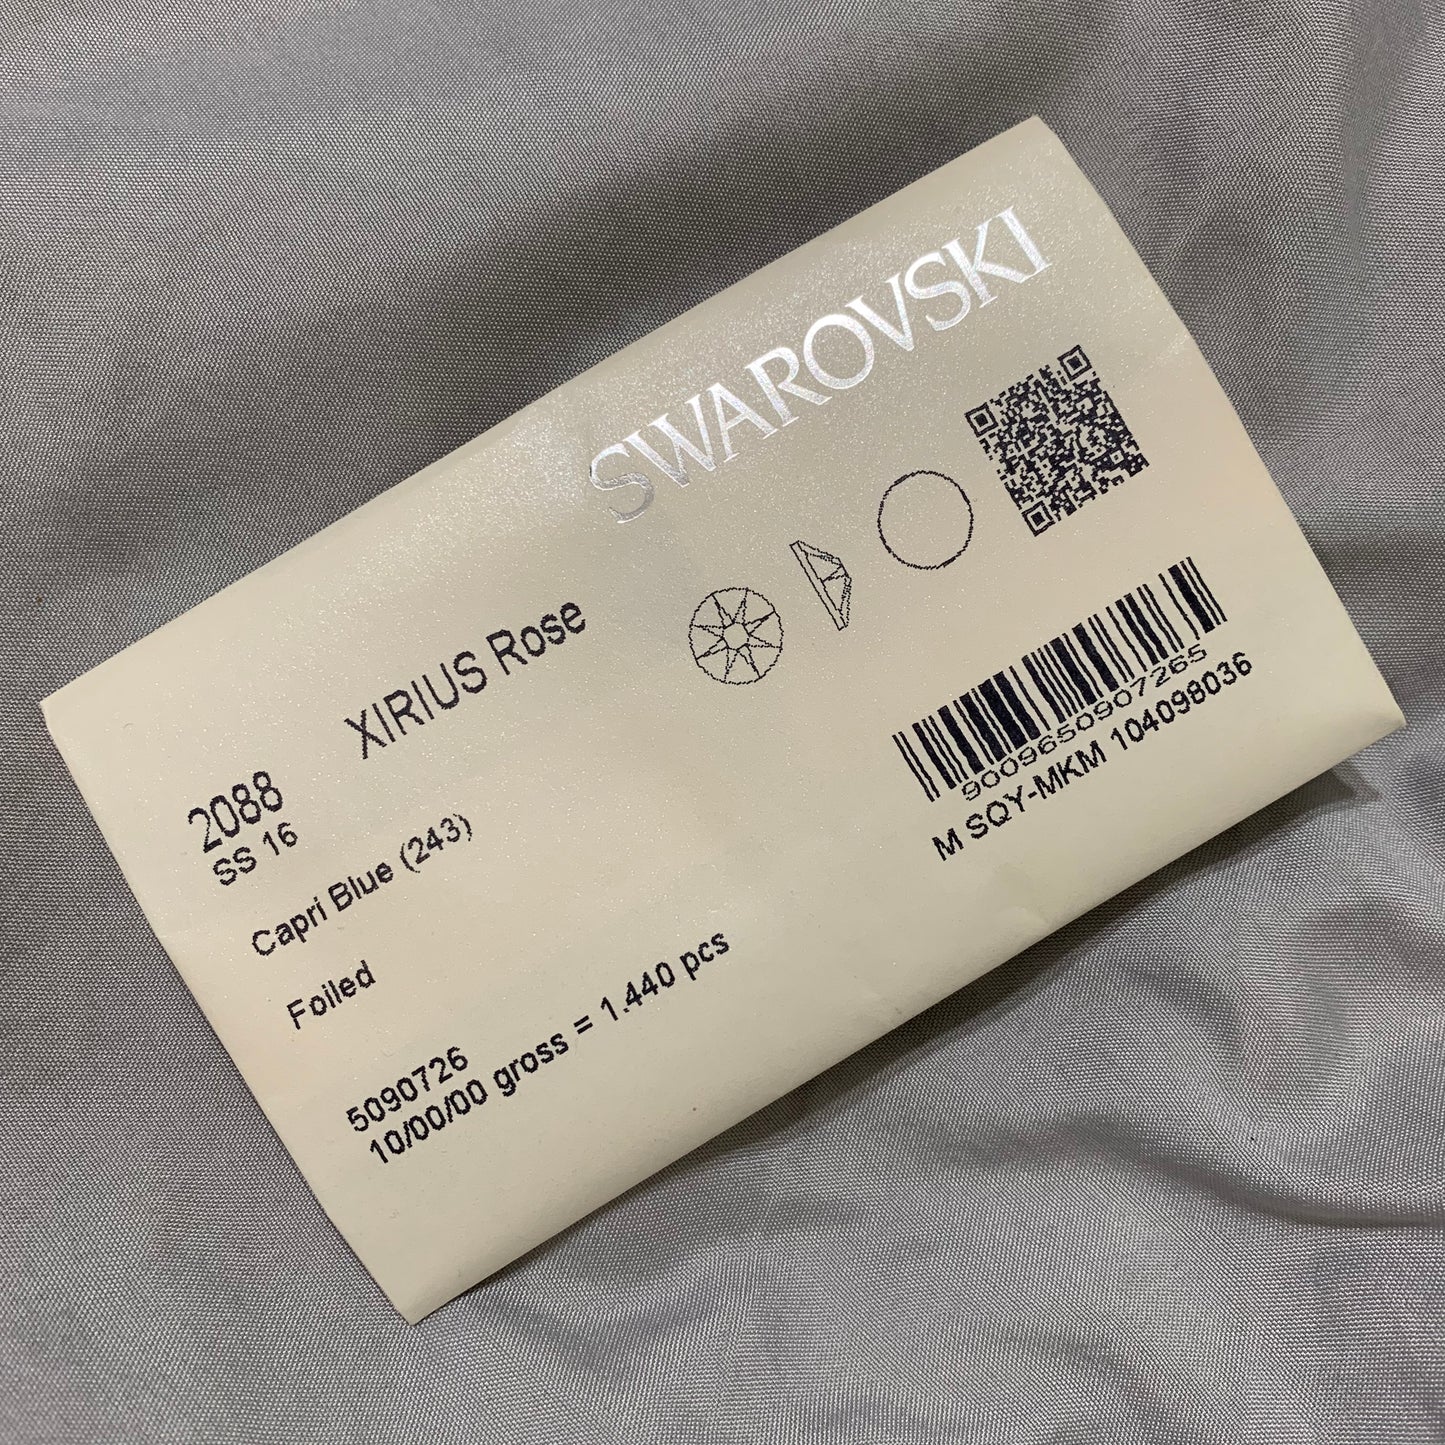 SWAROVSKI
2088 XIRIUS Rose
SS 16
Capri Blue (243)
Foiled
5090726
10/00/00 gross = 1.440 pcs
9009650907265
M SQY-MKM 104098036